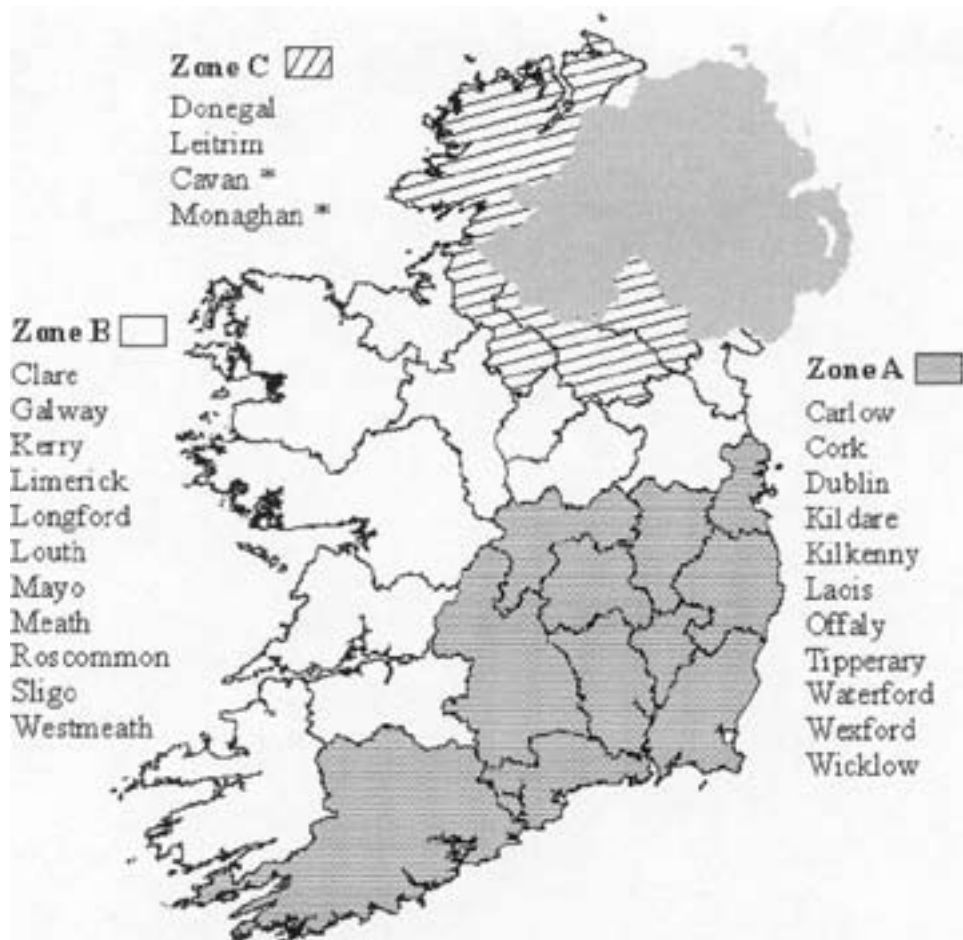 Zone C
Donegal
Leitrim
Cavan *
Monaghan *
Zone B
Clare
Galway
Kerry
Limerick
Longford
Louth
Mayo
Meath
Roscommon
Sligo
Westmeath
Zone A
Carlow
Cork
Dublin
Kildare
Kilkenny
Laois
Offaly
Tipperary
Waterford
Wexford
Wicklow